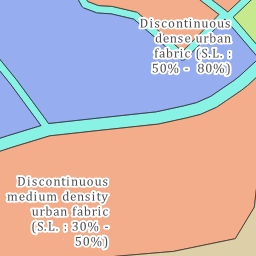 Discontinuous
dense urban
fabric (S.L. :
50% - 80%)
Discontinuous
medium density
urban fabric
(S.L. : 30% -
50%)